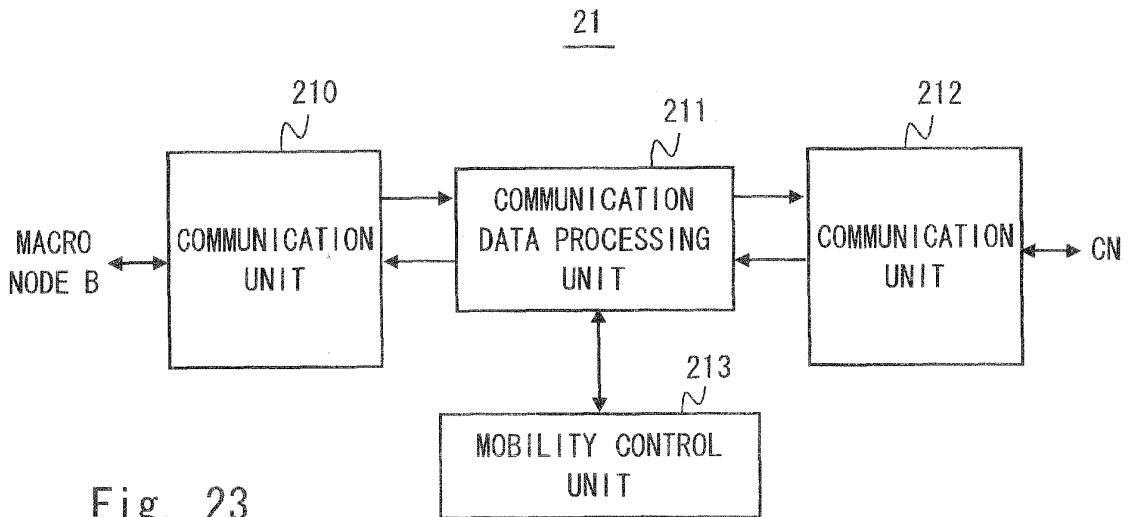 21
210
211
212
MACRO
NODE B
COMMUNICATION
UNIT
COMMUNICATION
DATA PROCESSING
UNIT
COMMUNICATION
UNIT
CN
213
MOBILITY CONTROL
UNIT
Fig. 23